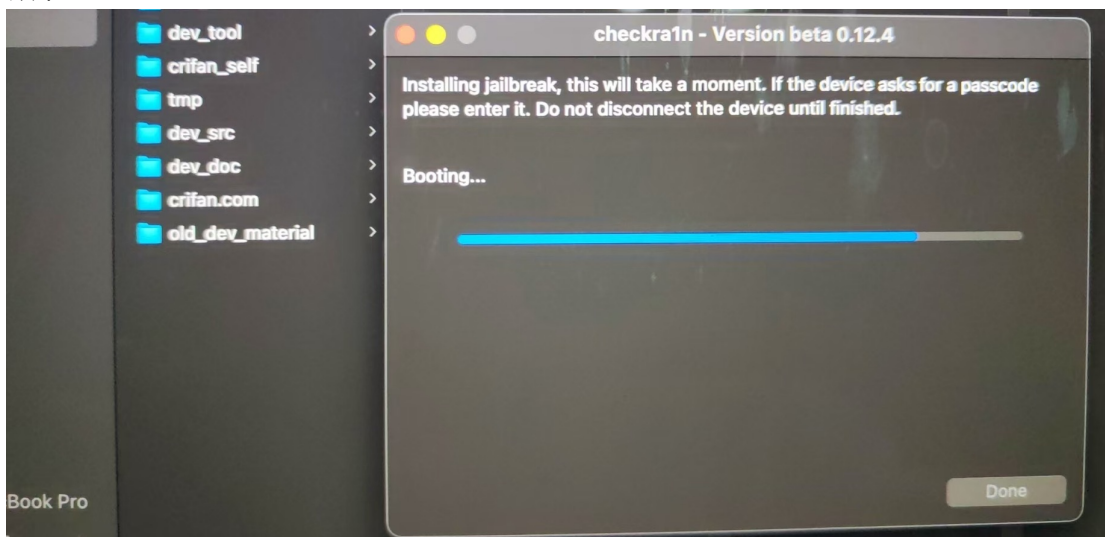 dev_tool
crifan_self
tmp
dev_src
dev_doc
crifan.com
old_dev_material
Book Pro
checkra1n - Version beta 0.12.4
Installing jailbreak, this will take a moment. If the device asks for a passcode
please enter it. Do not disconnect the device until finished.
Booting...
Done